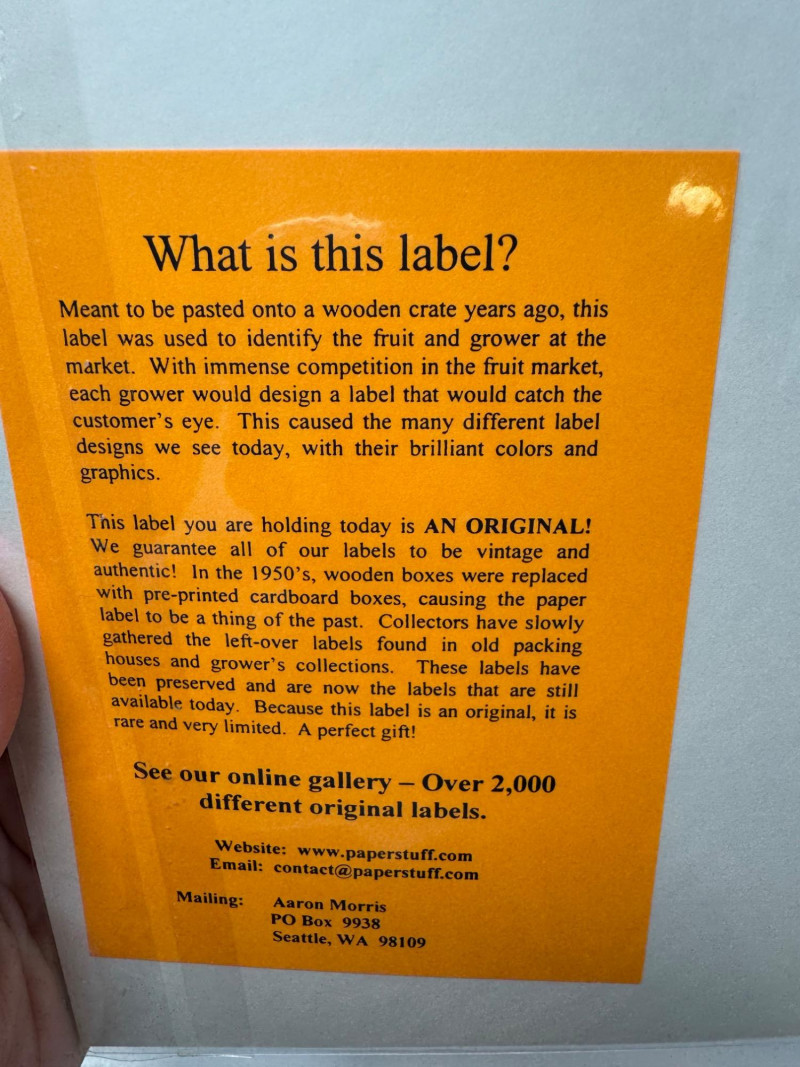 What is this label?
Meant to be pasted onto a wooden crate years ago, this
label was used to identify the fruit and grower at the
market. With immense competition in the fruit market,
each grower would design a label that would catch the
customer's eye. This caused the many different label
designs we see today, with their brilliant colors and
graphics.
This label you are holding today is AN ORIGINAL!
We guarantee all of our labels to be vintage and
authentic! In the 1950's, wooden boxes were replaced
with pre-printed cardboard boxes, causing the paper
label to be a thing of the past. Collectors have slowly
gathered the left-over labels found in old packing
houses and grower's collections. These labels have
been preserved and are now the labels that are still
available today. Because this label is an original, it is
rare and very limited. A perfect gift!
See our online gallery – Over 2,000
different original labels.
Website: www.paperstuff.com
Email: contact@paperstuff.com
Mailing: Aaron Morris
PO Box 9938
Seattle, WA 98109